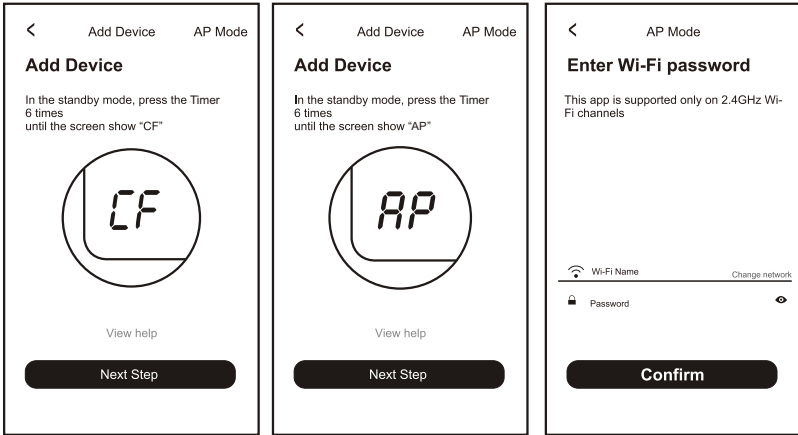 Add Device AP Mode
Add Device
In the standby mode, press the Timer
6 times
until the screen show “CF”
CF
View help
Next Step
Add Device AP Mode
Add Device
In the standby mode, press the Timer
6 times
until the screen show “AP”
AP
View help
Next Step
AP Mode
Enter Wi-Fi password
This app is supported only on 2.4GHz Wi-
Fi channels
Wi-Fi Name Change network
Password
Confirm